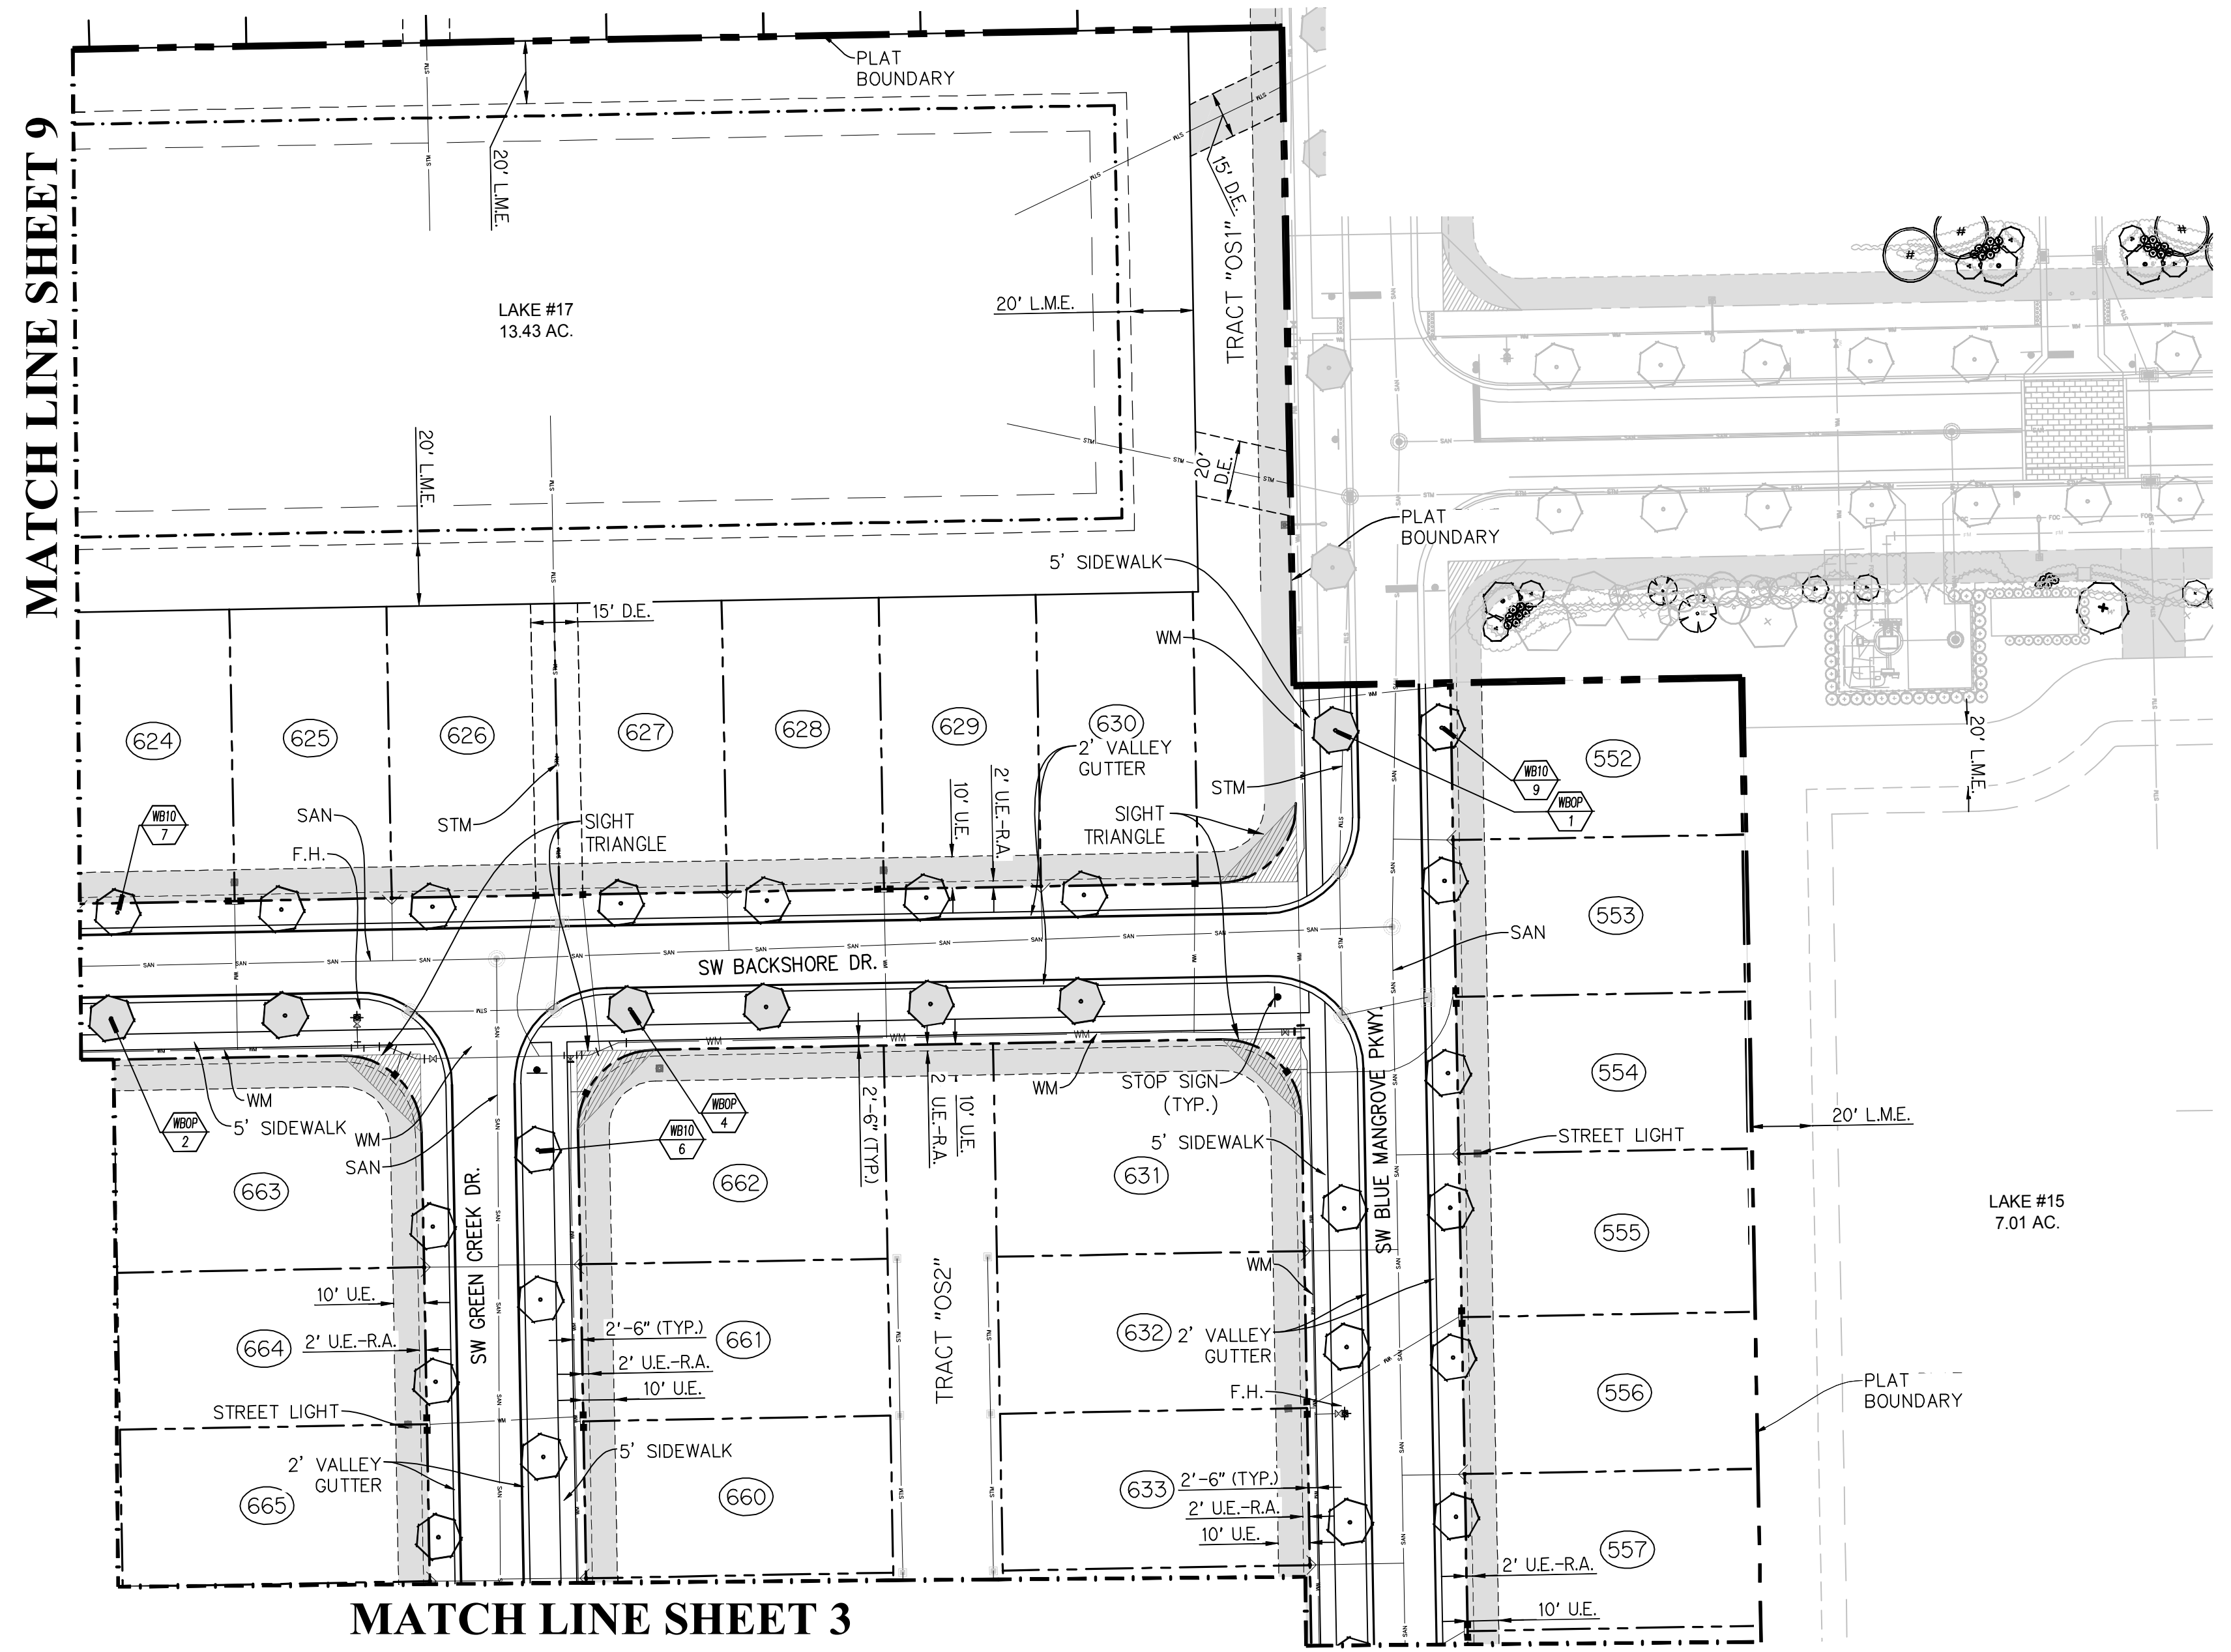 PLAT
BOUNDARY
MATCH LINE SHEET 9
20' L.M.E.
15' D.E.
TRACT "OS1"
LAKE #17
13.43 AC.
20' L.M.E.
20' L.M.E.
20'
D.E.
PLAT
BOUNDARY
5' SIDEWALK
15' D.E.
WM
624
625
626
627
628
629
630
2' VALLEY
GUTTER
552
20' L.M.E.
WB10
9
WBOP
1
WB10
7
SAN
STM
SIGHT
TRIANGLE
10' U.E.
2' U.E.-R.A.
SIGHT
TRIANGLE
STM
F.H.
553
SAN
SW BACKSHORE DR.
554
WM
5' SIDEWALK
WBOP
2
WM
SAN
WBOP
4
WB10
6
2'-6" (TYP.)
2 U.E.-R.A.
10' U.E.
WM
STOP SIGN
(TYP.)
5' SIDEWALK
SW BLUE MANGROVE PKWY.
STREET LIGHT
20' L.M.E.
663
662
631
555
LAKE #15
7.01 AC.
SW GREEN CREEK DR.
TRACT "OS2"
WM
10' U.E.
2' U.E.-R.A.
664
2'-6" (TYP.)
661
2' U.E.-R.A.
10' U.E.
632
2' VALLEY
GUTTER
F.H.
556
PLAT
BOUNDARY
STREET LIGHT
2' VALLEY
GUTTER
5' SIDEWALK
665
660
633
2'-6" (TYP.)
2' U.E.-R.A.
10' U.E.
557
2' U.E.-R.A.
10' U.E.
MATCH LINE SHEET 3